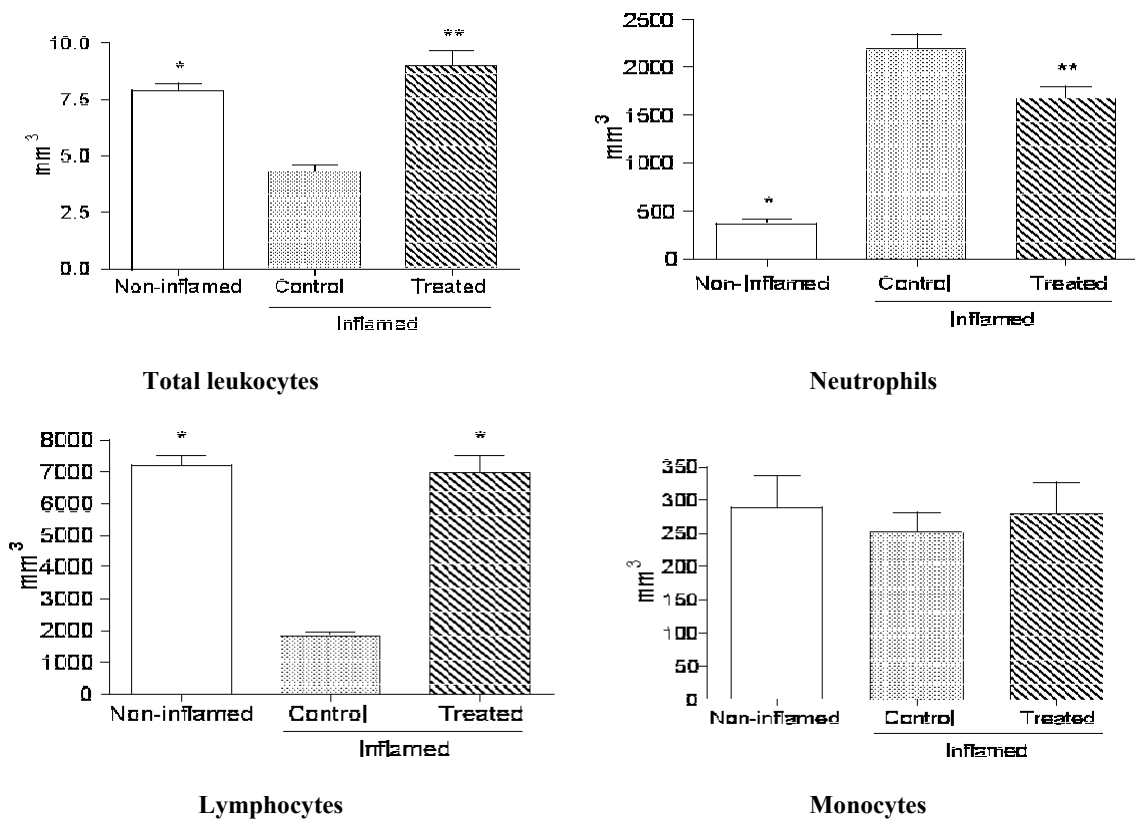 **
10.0
*
7.5
5.0
2.5
0.0
mm³
Non-inflamed Control Treated
Inflamed
Total leukocytes
2500
2000
**
1500
1000
*
500
0
mm³
Non-Inflamed Control Treated
Inflamed
Neutrophils
* *
8000
7000
6000
5000
4000
3000
2000
1000
0
mm³
Non-inflamed Control Treated
Inflamed
Lymphocytes
350
300
250
200
150
100
50
0
mm³
Non-inflamed Control Treated
Inflamed
Monocytes